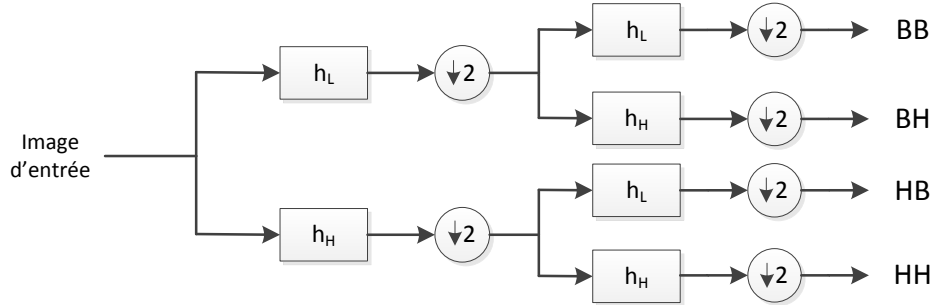 h_L ↓2 BB
h_L ↓2
h_H ↓2 BH
Image
d'entrée
h_L ↓2 HB
h_H ↓2
h_H ↓2 HH